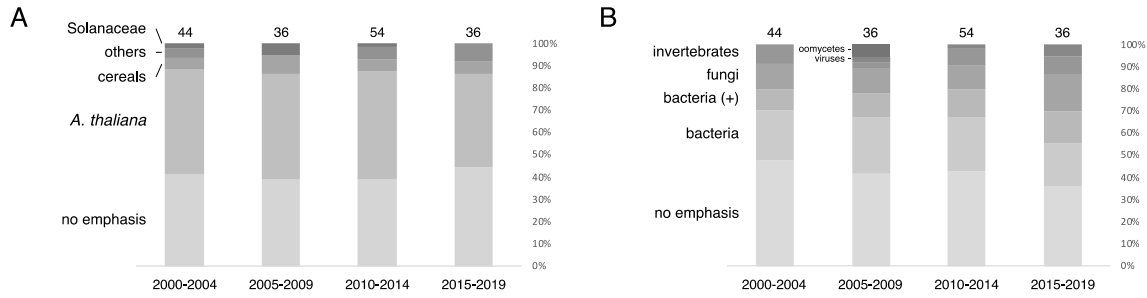 A
Solanaceae
others
cereals
A. thaliana
no emphasis
44 36 54 36
100%
90%
80%
70%
60%
50%
40%
30%
20%
10%
0%
2000-2004 2005-2009 2010-2014 2015-2019
B
invertebrates
fungi
bacteria (+)
bacteria
no emphasis
oomycetes
viruses
44 36 54 36
100%
90%
80%
70%
60%
50%
40%
30%
20%
10%
0%
2000-2004 2005-2009 2010-2014 2015-2019